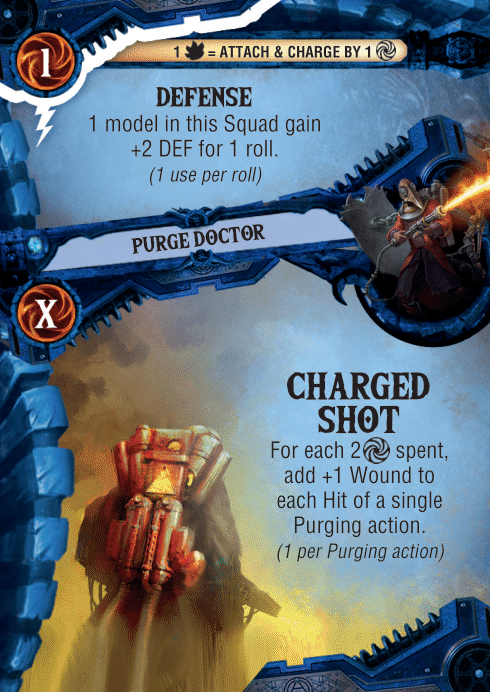 1
1 = ATTACH & CHARGE BY 1
DEFENSE
1 model in this Squad gain
+2 DEF for 1 roll.
(1 use per roll)
PURGE DOCTOR
X
CHARGED
SHOT
For each 2 spent,
add +1 Wound to
each Hit of a single
Purging action.
(1 per Purging action)